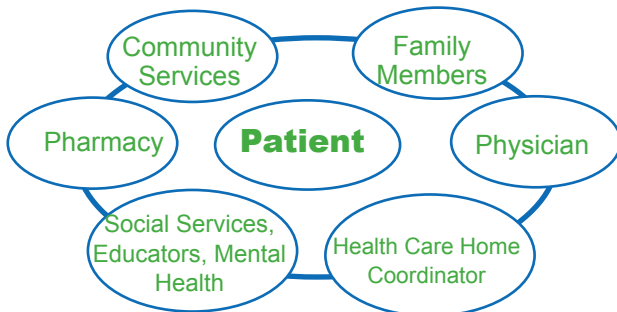 Community
Services
Family
Members
Pharmacy
Patient
Physician
Social Services,
Educators, Mental
Health
Health Care Home
Coordinator